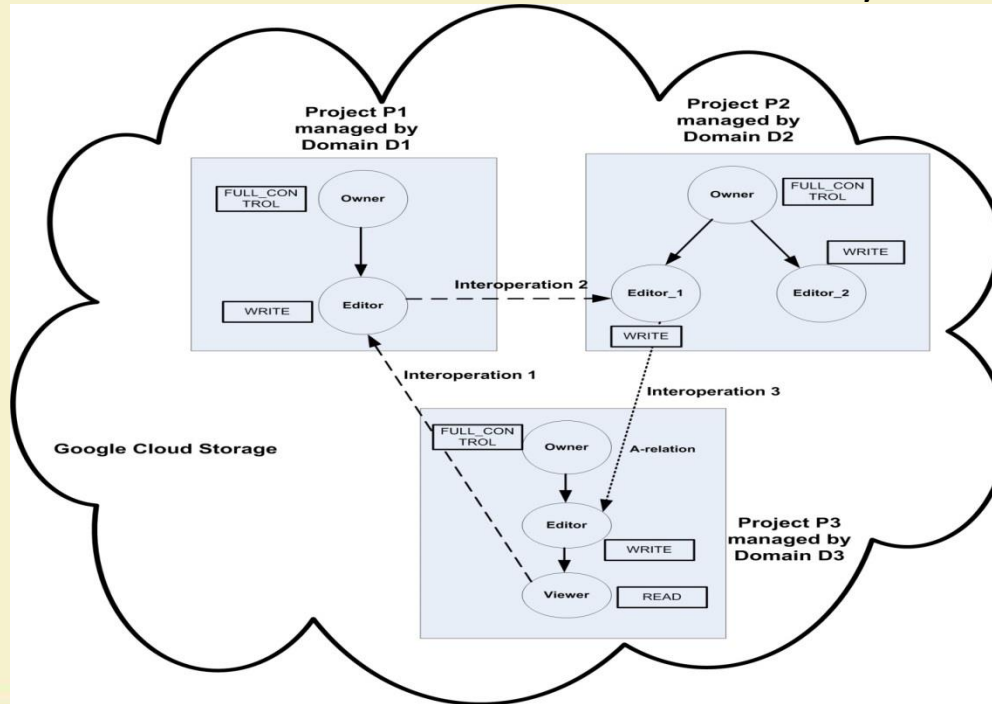 Project P1
managed by
Domain D1
Project P2
managed by
Domain D2
FULL_CON
TROL
Owner
Owner
FULL_CON
TROL
WRITE
Editor
WRITE
Interoperation 2
Editor_1
Editor_2
WRITE
Interoperation 1
Interoperation 3
Google Cloud Storage
FULL_CON
TROL
Owner
A-relation
Editor
WRITE
Project P3
managed by
Domain D3
Viewer
READ